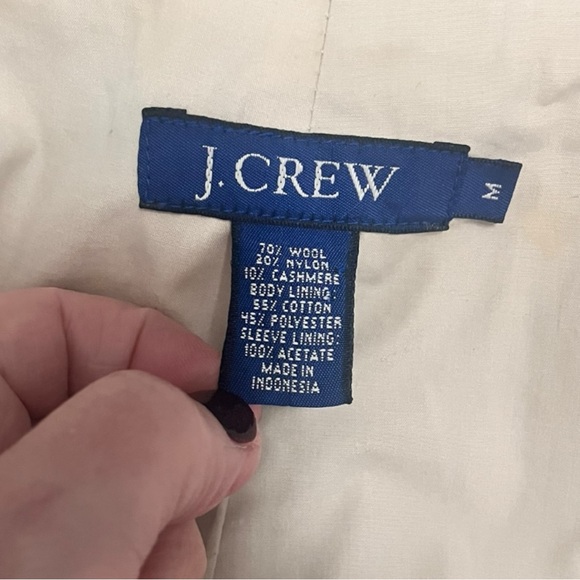 J.CREW
M
70% WOOL
20% NYLON
10% CASHMERE
BODY LINING:
55% COTTON
45% POLYESTER
SLEEVE LINING:
100% ACETATE
MADE IN
INDONESIA